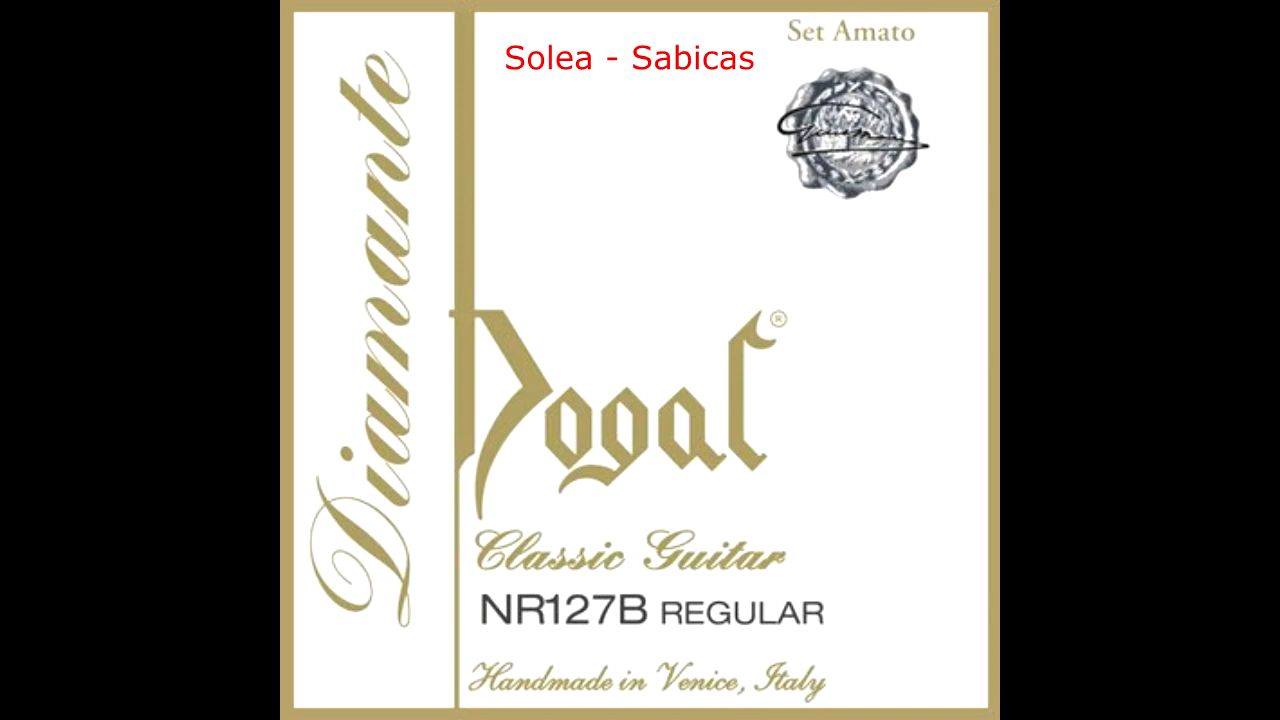 Set Amato
Solea - Sabicas
Diamante
Dogal ®
Classic Guitar
NR127B REGULAR
Handmade in Venice, Italy